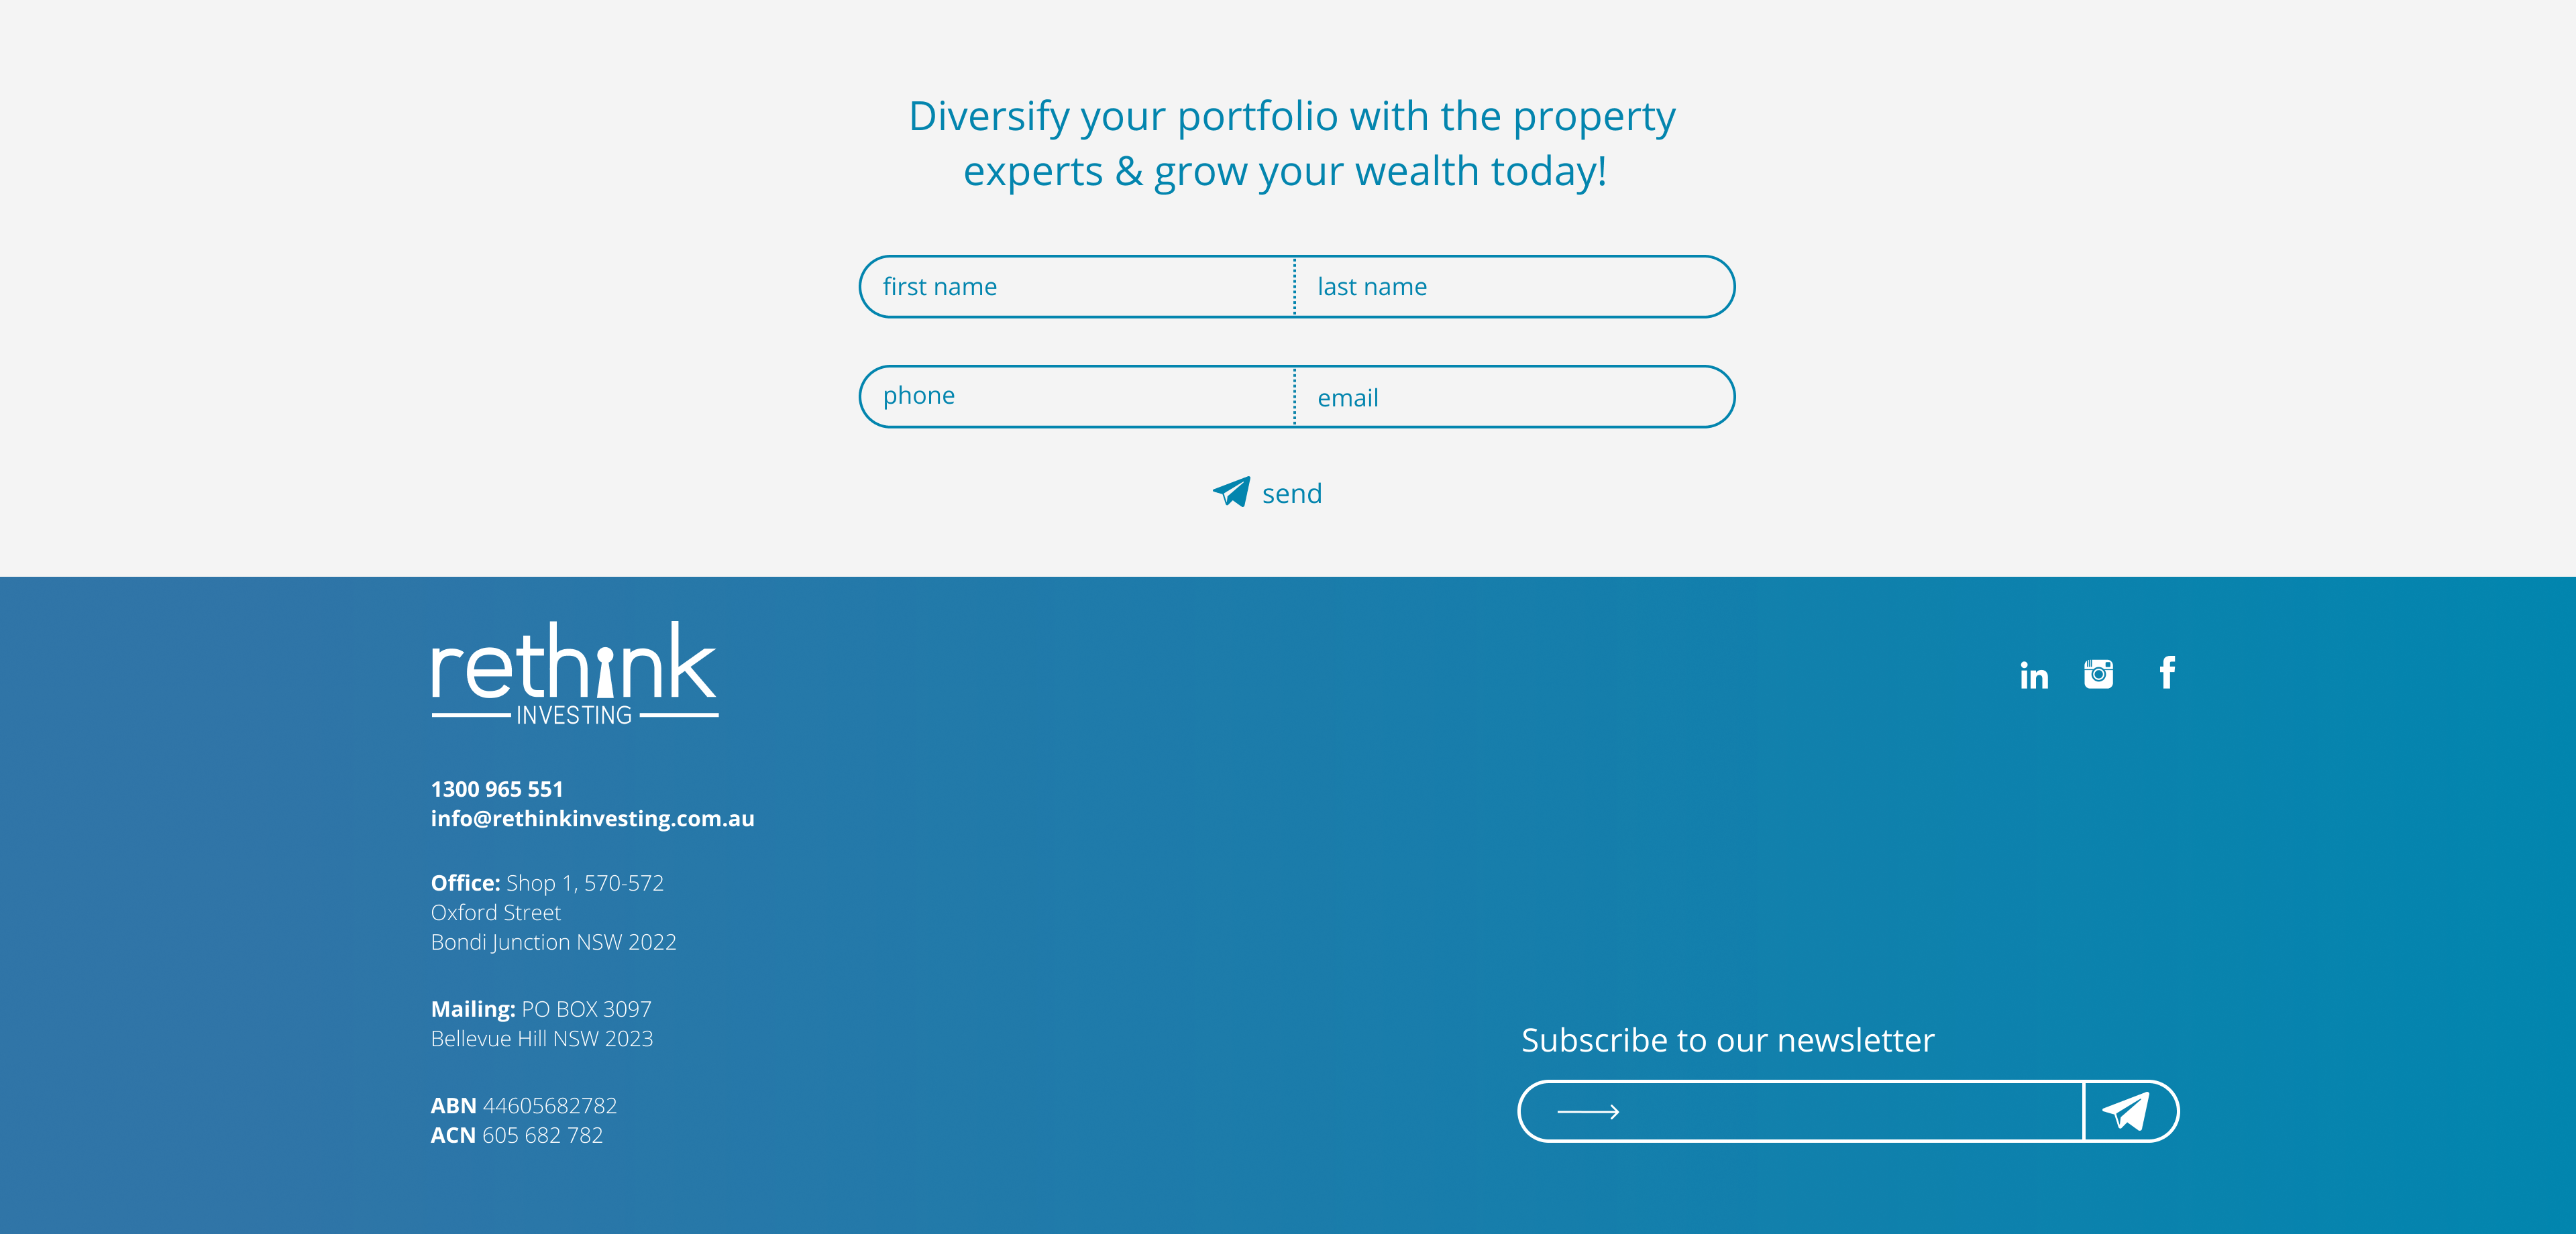 Diversify your portfolio with the property
experts & grow your wealth today!
first name
last name
phone
email
send
rethink
INVESTING
in
f
1300 965 551
info@rethinkinvesting.com.au
Office: Shop 1, 570-572
Oxford Street
Bondi Junction NSW 2022
Mailing: PO BOX 3097
Bellevue Hill NSW 2023
ABN 44605682782
ACN 605 682 782
Subscribe to our newsletter